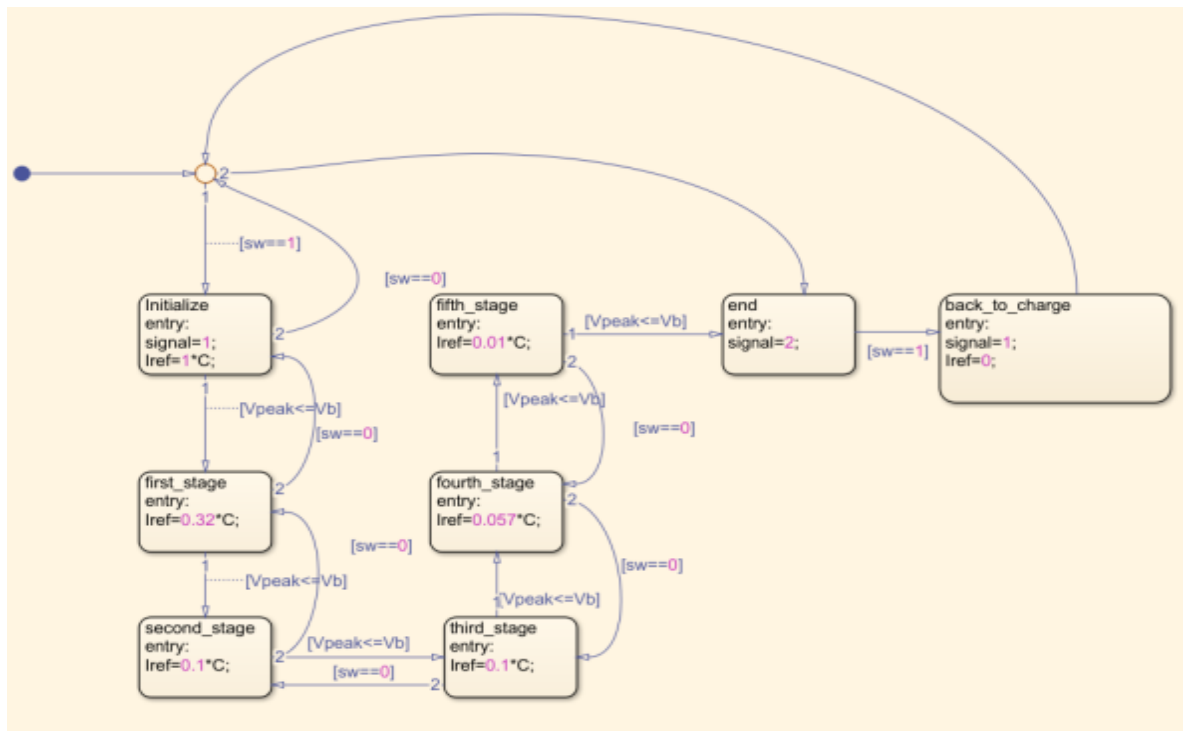 2
1
[sw==1]
[sw==0]
Initialize
entry:
signal=1;
Iref=1*C;
2
1
[Vpeak<=Vb]
[sw==0]
first_stage
entry:
Iref=0.32*C;
2
1
[Vpeak<=Vb]
[sw==0]
second_stage
entry:
Iref=0.1*C;
2
[Vpeak<=Vb]
[sw==0]
2
third_stage
entry:
Iref=0.1*C;
1
[Vpeak<=Vb]
[sw==0]
fourth_stage
entry:
Iref=0.057*C;
2
1
[Vpeak<=Vb]
[sw==0]
fifth_stage
entry:
Iref=0.01*C;
1
2
[Vpeak<=Vb]
end
entry:
signal=2;
[sw==1]
back_to_charge
entry:
signal=1;
Iref=0;